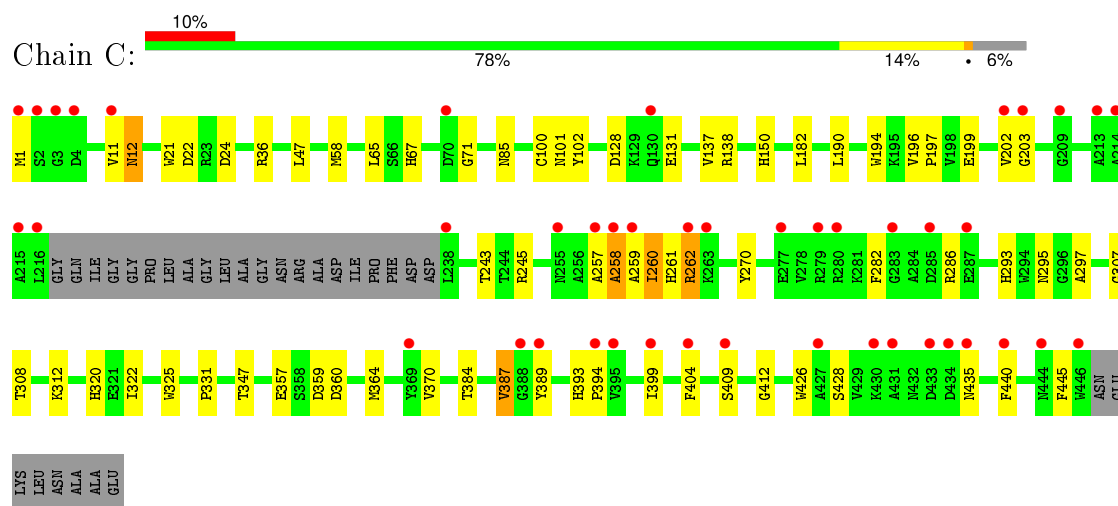 10%
Chain C:
78% 14% • 6%
M1 S2 G3 D4 V11 N12 W21 D22 R23 D24 R36 L47 M58 L65 S66 H67 D70 G71 N85 C100 N101 Y102 D128 K129 Q130 E131 V137 R138 H150 L182 L190 W194 K195 V196 P197 V198 E199 V202 G203 G209 A213 A214
A215 L216 GLY GLN ILE GLY GLY PRO LEU ALA GLY LEU ALA GLY ASN ARG ALA ASP ILE PRO PHE ASP ASP L238 T243 T244 R245 N255 A256 A257 A258 A259 I260 H261 R262 K263 Y270 E277 V278 R279 R280 K281 F282 G283 A284 D285 R286 E287 H293 W294 N295 G296 A297 G307
T308 K312 H320 E321 I322 W325 P331 T347 E357 S358 D359 D360 M364 Y369 V370 T384 V387 G388 Y389 H393 P394 V395 I399 F404 S409 G412 W426 A427 S428 V429 K430 A431 N432 D433 D434 N435 F440 N444 F445 W446 ASN GLU
LYS LEU ASN ALA ALA GLU